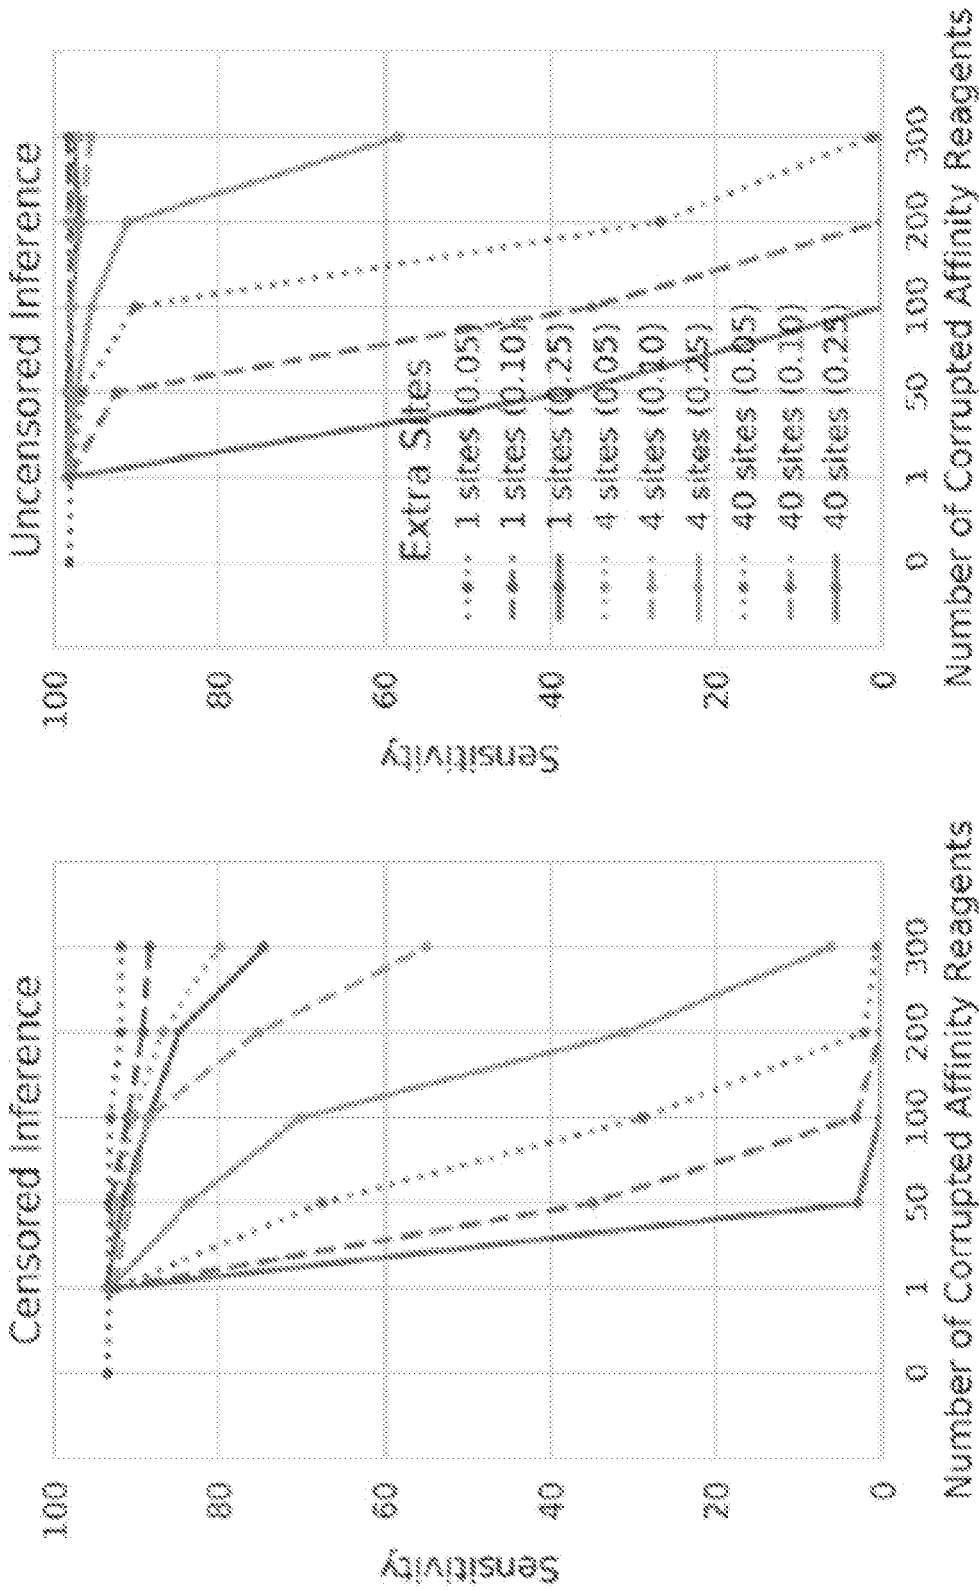 Censored Inference
Sensitivity
100
80
60
40
20
0
0 1 50 100 200 300
Number of Corrupted Affinity Reagents
Uncensored Inference
Sensitivity
100
80
60
40
20
0
Extra Sites
1 sites (0.05)
1 sites (0.10)
1 sites (0.25)
4 sites (0.05)
4 sites (0.10)
4 sites (0.25)
40 sites (0.05)
40 sites (0.10)
40 sites (0.25)
0 1 50 100 200 300
Number of Corrupted Affinity Reagents